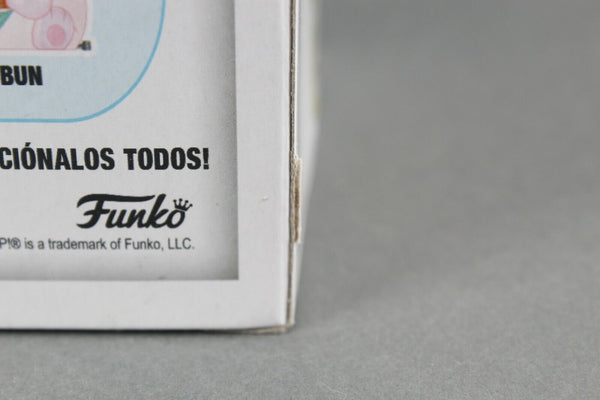 BUN
CIÓNALOS TODOS!
Funko
P!® is a trademark of Funko, LLC.